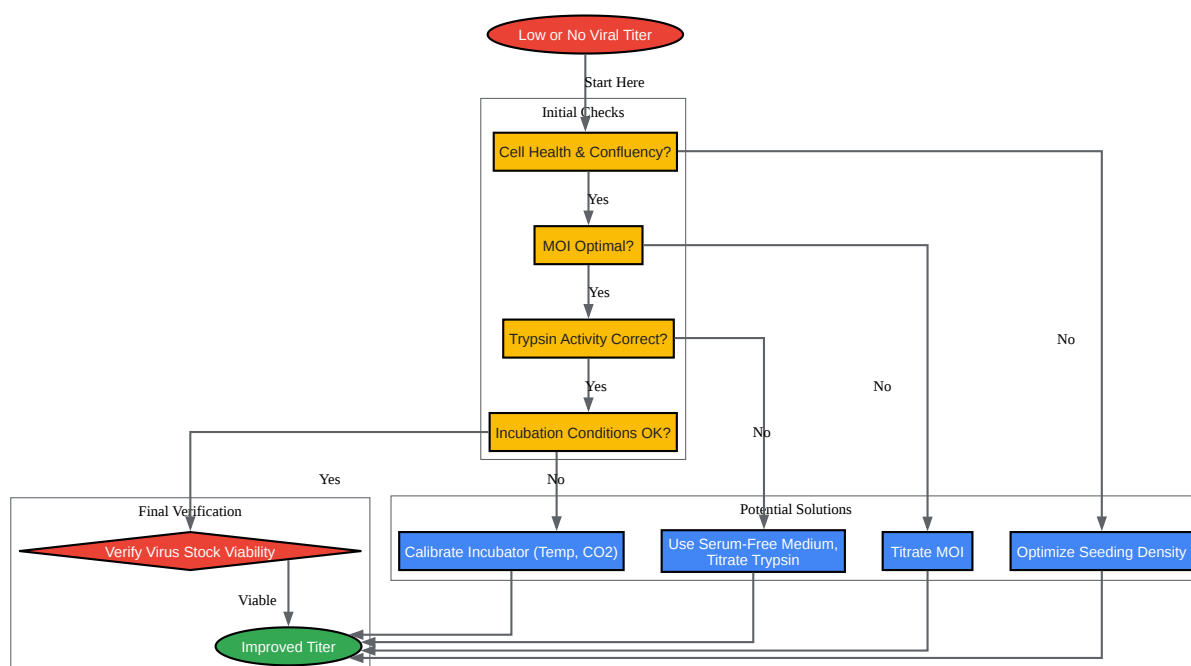 Low or No Viral Titer
Start Here
Initial Checks
Cell Health & Confluency?
Yes
MOI Optimal?
Yes
Trypsin Activity Correct?
No
Yes
No
Incubation Conditions OK?
No
Yes
No
Final Verification
Potential Solutions
Verify Virus Stock Viability
Calibrate Incubator (Temp, CO2)
Use Serum-Free Medium,
Titrate Trypsin
Titrate MOI
Optimize Seeding Density
Viable
Improved Titer